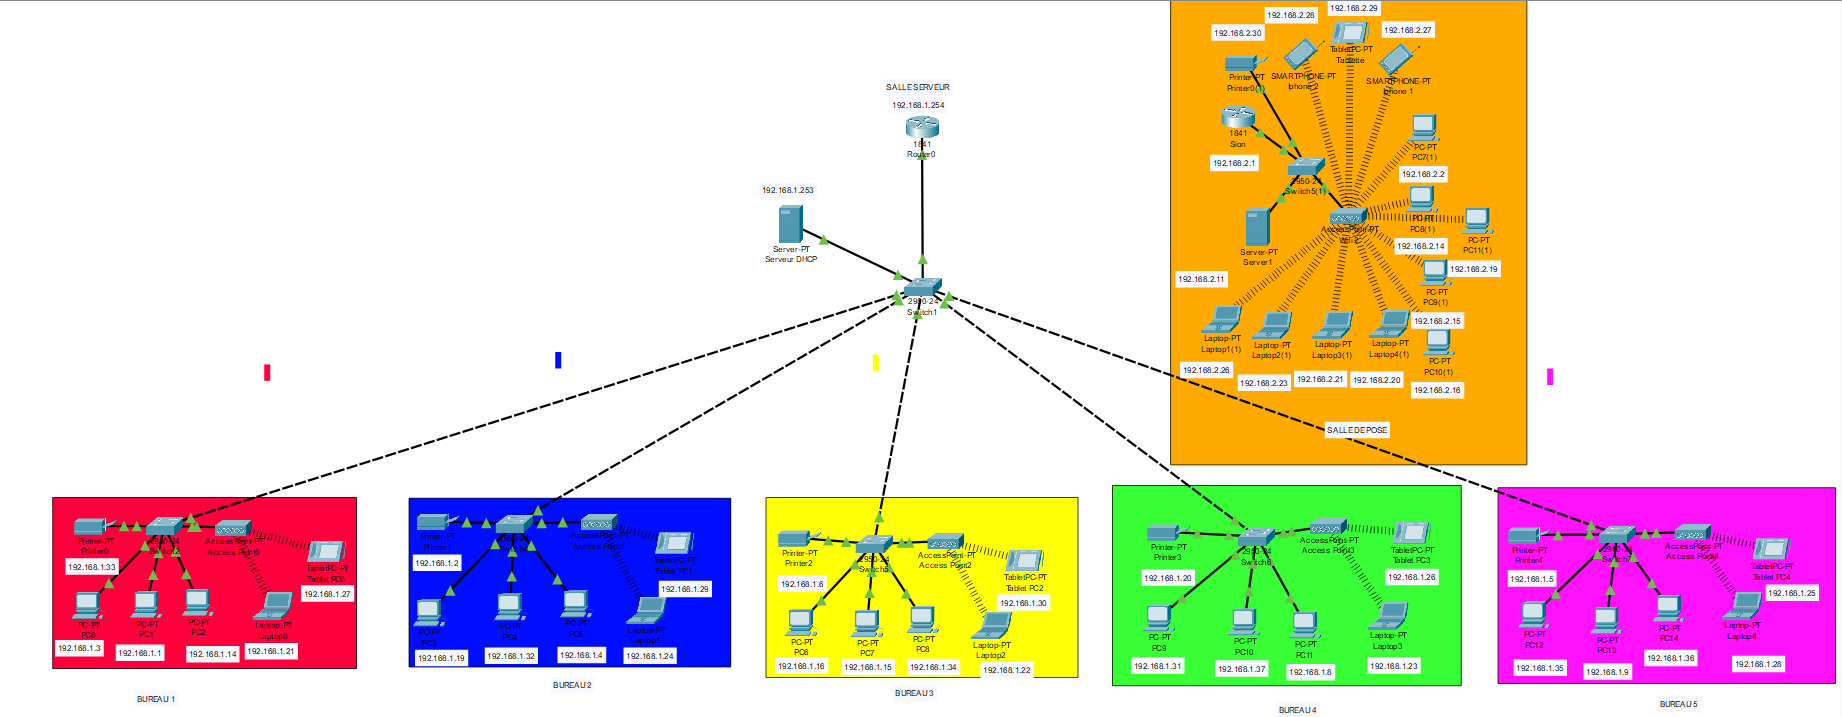 192.168.2.29
192.168.2.28
192.168.2.30
192.168.2.27
TabletPC-PT
Tablette
Printer-PT
Printer0(1)
SMARTPHONE-PT
Iphone 2
SMARTPHONE-PT
Iphone 1
SALLE SERVEUR
192.168.1.254
1841
Router0
1841
Sion
192.168.2.1
PC-PT
PC7(1)
192.168.2.2
2950-24
Switch5(1)
192.168.1.253
Server-PT
Serveur DHCP
Server-PT
Server1
AccessPoint-PT
PC-PT
PC8(1)
PC-PT
PC11(1)
192.168.2.14
192.168.2.19
PC-PT
PC9(1)
192.168.2.11
2950-24
Switch1
192.168.2.15
Laptop-PT
Laptop1(1)
Laptop-PT
Laptop2(1)
Laptop-PT
Laptop3(1)
Laptop-PT
Laptop4(1)
PC-PT
PC10(1)
192.168.2.26
192.168.2.23
192.168.2.21
192.168.2.20
192.168.2.16
SALLE DEPOSE
Printer-PT
Printer0
2950-24
Switch2
AccessPoint-PT
Access Point0
TabletPC-PT
Tablet PC0
192.168.1.33
192.168.1.27
PC-PT
PC0
PC-PT
PC1
PC-PT
PC2
Laptop-PT
Laptop0
192.168.1.3
192.168.1.1
192.168.1.14
192.168.1.21
BUREAU 1
Printer-PT
Printer1
2950-24
AccessPoint-PT
Access Point1
TabletPC-PT
Tablet PC1
192.168.1.2
192.168.1.29
PC-PT
PC3
PC-PT
PC4
PC-PT
PC5
Laptop-PT
Laptop1
192.168.1.19
192.168.1.32
192.168.1.4
192.168.1.24
BUREAU 2
Printer-PT
Printer2
2950-24
Switch5
AccessPoint-PT
Access Point2
TabletPC-PT
Tablet PC2
192.168.1.6
192.168.1.30
PC-PT
PC6
PC-PT
PC7
PC-PT
PC8
Laptop-PT
Laptop2
192.168.1.16
192.168.1.15
192.168.1.34
192.168.1.22
BUREAU 3
Printer-PT
Printer3
2950-24
Switch6
AccessPoint-PT
Access Point3
TabletPC-PT
Tablet PC3
192.168.1.20
192.168.1.26
PC-PT
PC9
PC-PT
PC10
PC-PT
PC11
Laptop-PT
Laptop3
192.168.1.31
192.168.1.37
192.168.1.8
192.168.1.23
BUREAU 4
Printer-PT
Printer4
2950-24
Switch7
AccessPoint-PT
Access Point4
TabletPC-PT
Tablet PC4
192.168.1.5
192.168.1.25
PC-PT
PC12
PC-PT
PC13
PC-PT
PC14
Laptop-PT
Laptop4
192.168.1.35
192.168.1.9
192.168.1.36
192.168.1.28
BUREAU 5